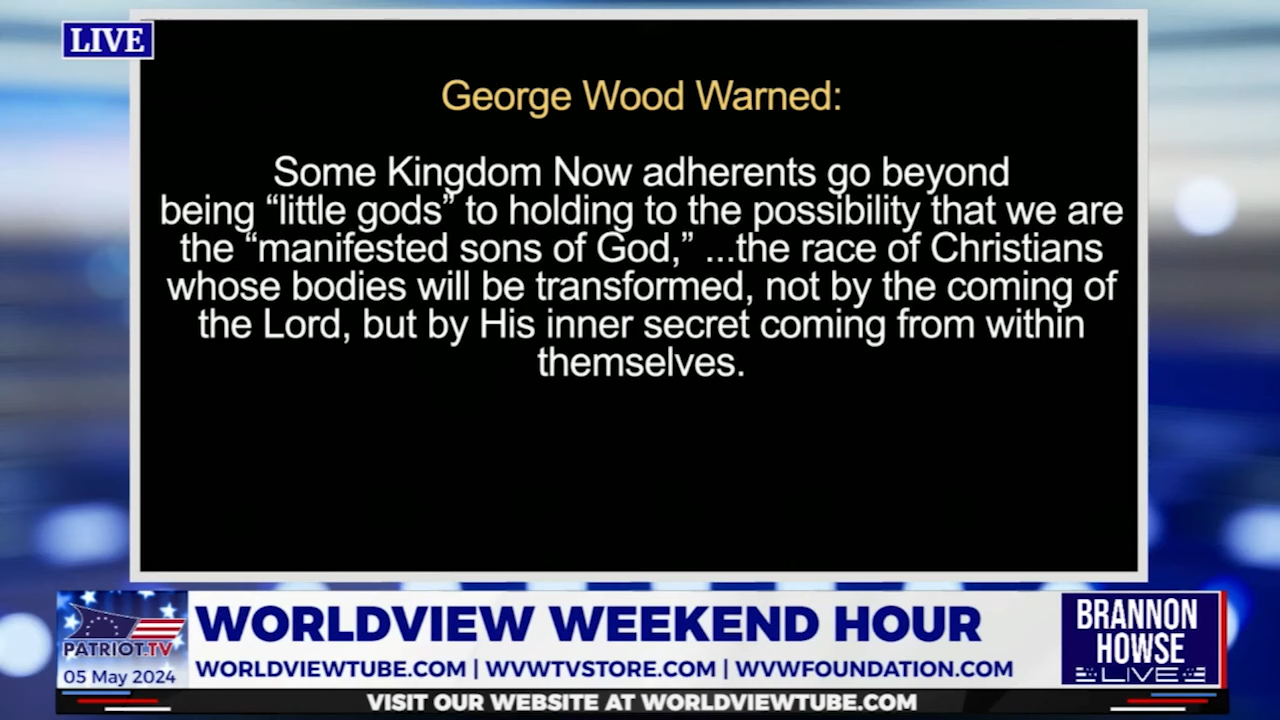 LIVE
George Wood Warned:
Some Kingdom Now adherents go beyond
being “little gods” to holding to the possibility that we are
the “manifested sons of God,” ...the race of Christians
whose bodies will be transformed, not by the coming of
the Lord, but by His inner secret coming from within
themselves.
PATRIOT.TV
05 May 2024
WORLDVIEW WEEKEND HOUR
WORLDVIEWTUBE.COM | WVWTVSTORE.COM | WVWFOUNDATION.COM
BRANNON
HOWSE
LIVE
VISIT OUR WEBSITE AT WORLDVIEWTUBE.COM